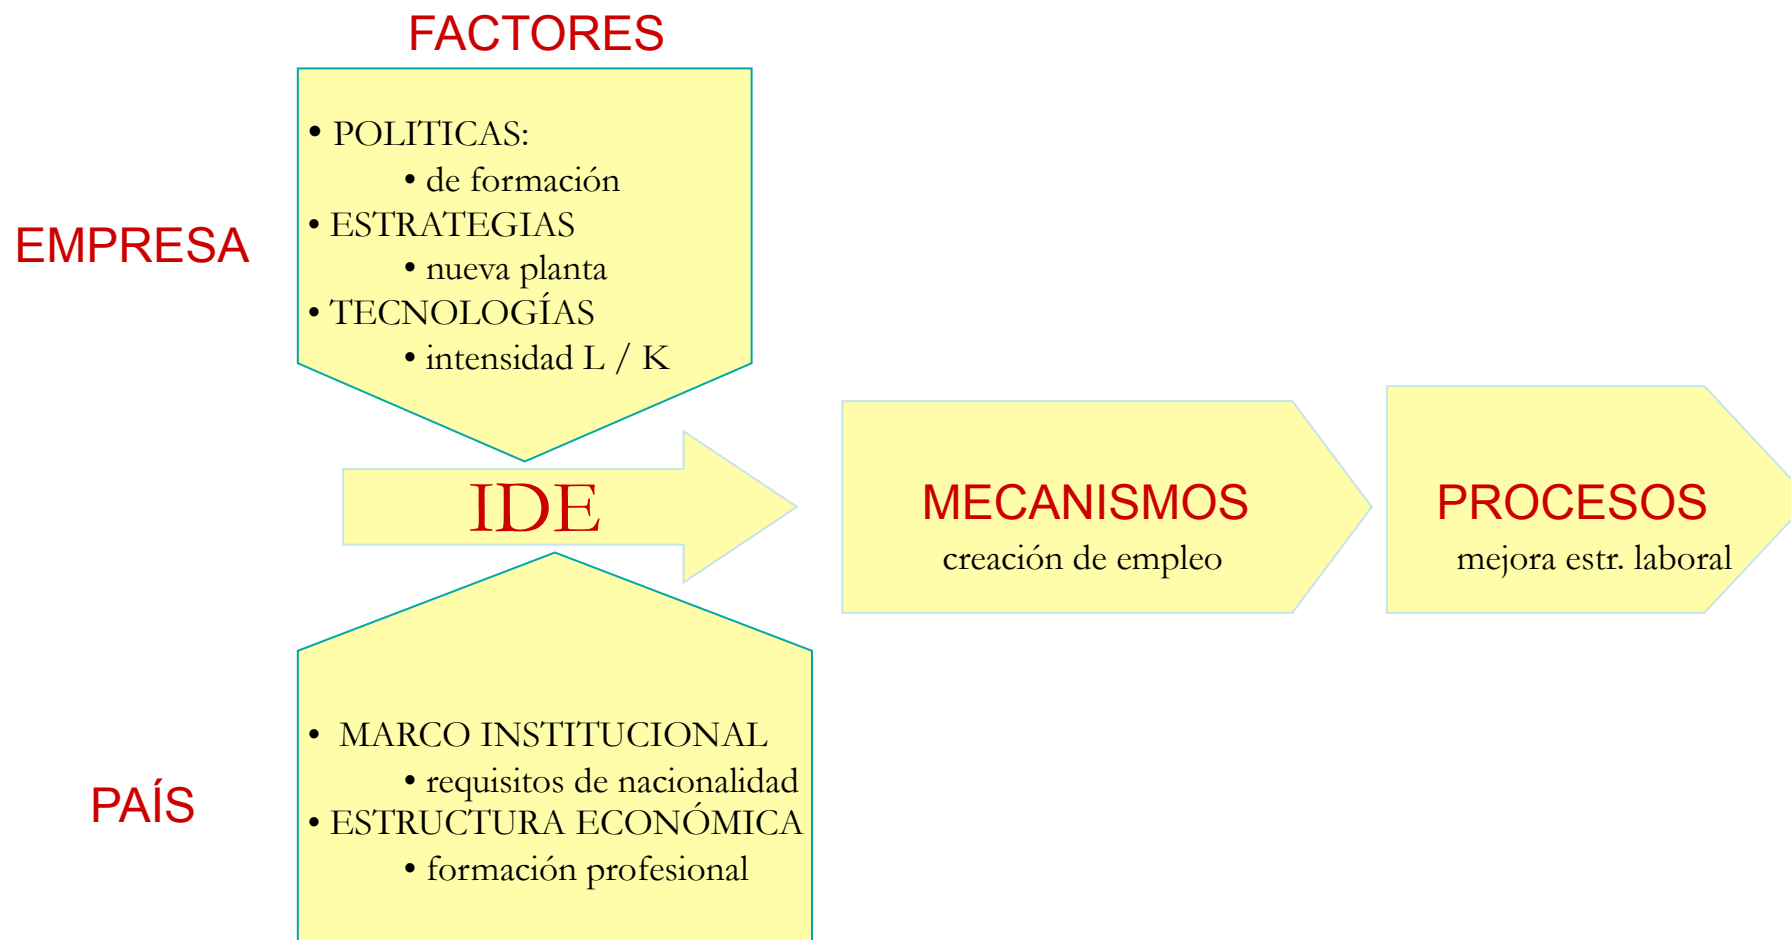 FACTORES
• POLITICAS:
• de formación
• ESTRATEGIAS
• nueva planta
• TECNOLOGÍAS
• intensidad L / K
EMPRESA
IDE
MECANISMOS
creación de empleo
PROCESOS
mejora estr. laboral
PAÍS
• MARCO INSTITUCIONAL
• requisitos de nacionalidad
• ESTRUCTURA ECONÓMICA
• formación profesional